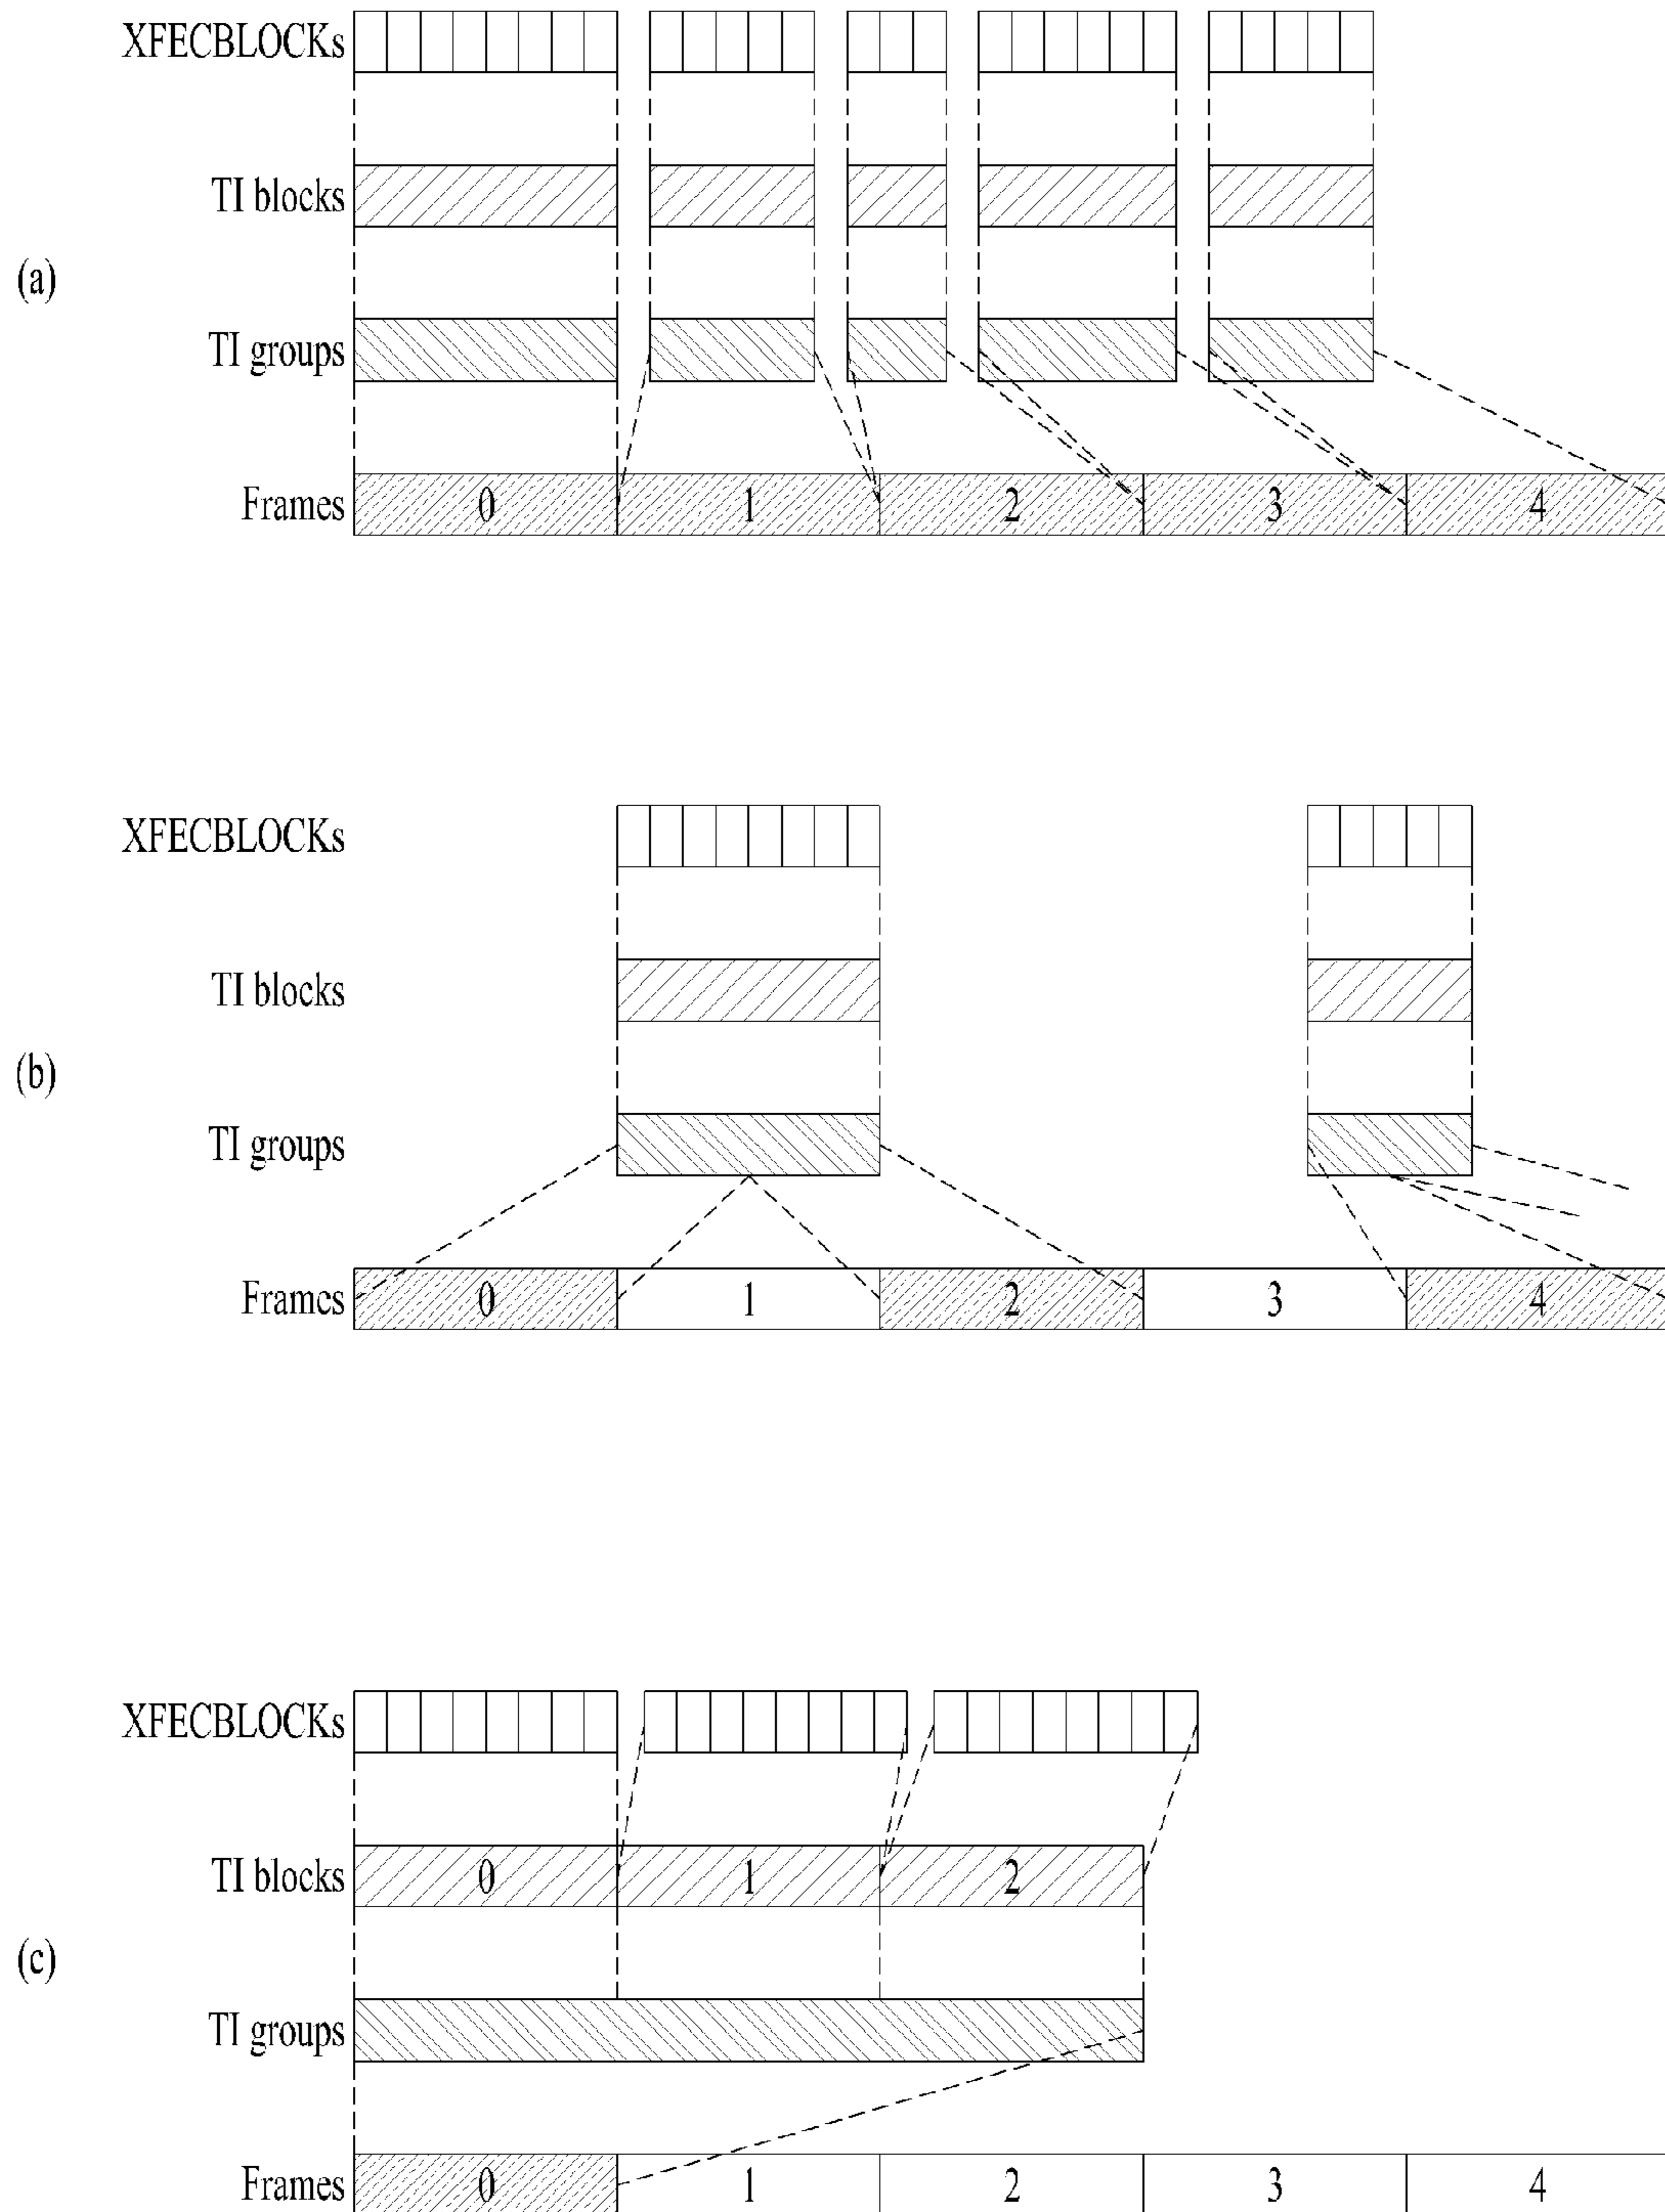 XFECBLOCKs
TI blocks
(a)
TI groups
Frames 0 1 2 3 4
XFECBLOCKs
TI blocks
(b)
TI groups
Frames 0 1 2 3 4
XFECBLOCKs
TI blocks 0 1 2
(c)
TI groups
Frames 0 1 2 3 4